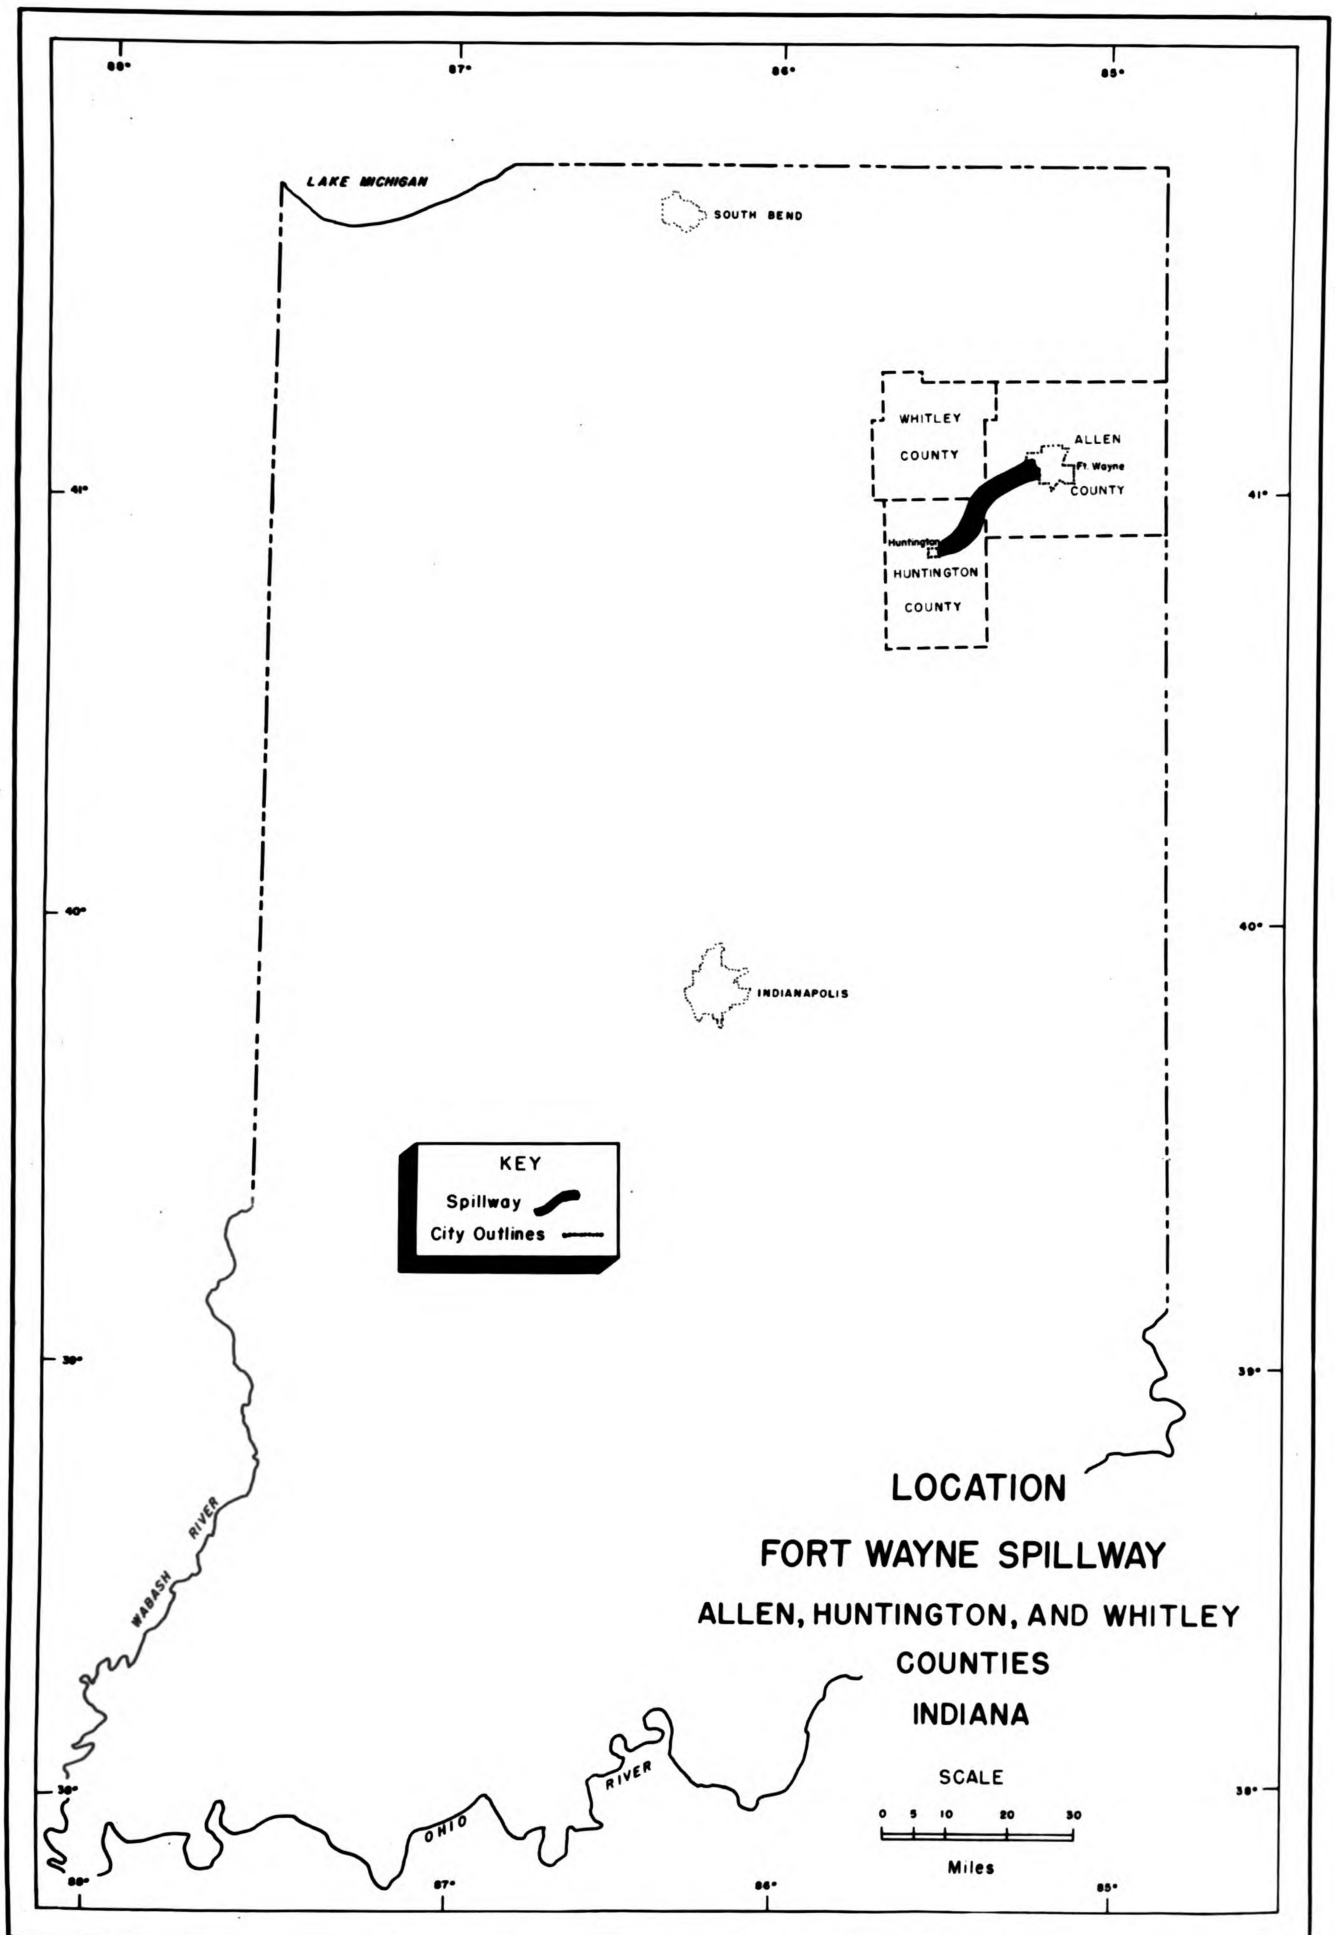 88°
87°
86°
85°
LAKE MICHIGAN
SOUTH BEND
WHITLEY
COUNTY
ALLEN
Ft. Wayne
COUNTY
41°
41°
Huntington
HUNTINGTON
COUNTY
40°
40°
INDIANAPOLIS
KEY
Spillway
City Outlines
39°
39°
WABASH RIVER
LOCATION
FORT WAYNE SPILLWAY
ALLEN, HUNTINGTON, AND WHITLEY
COUNTIES
INDIANA
SCALE
0 5 10 20 30
Miles
38°
38°
OHIO RIVER
88°
87°
86°
85°